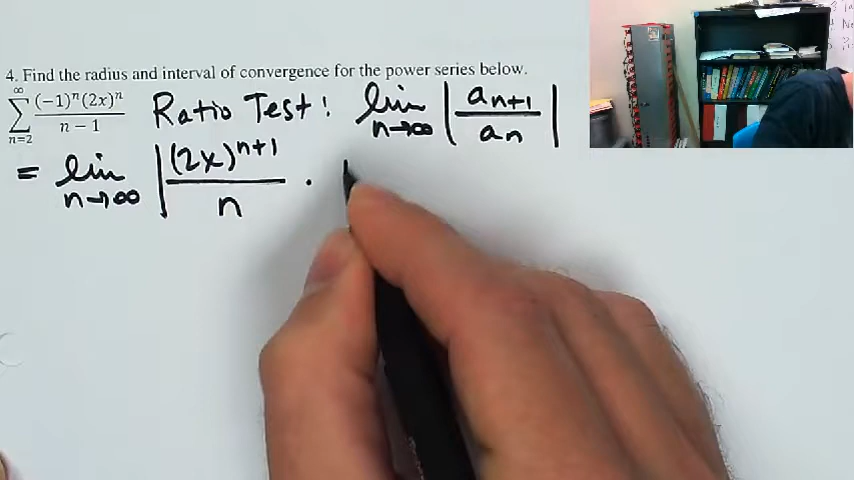 4. Find the radius and interval of convergence for the power series below.
∞ ∑ n=2 (-1)^n(2x)^n / n − 1 Ratio Test: lim n→∞ | a_{n+1} / a_n |
= lim n→∞ | (2x)^{n+1} / n ·